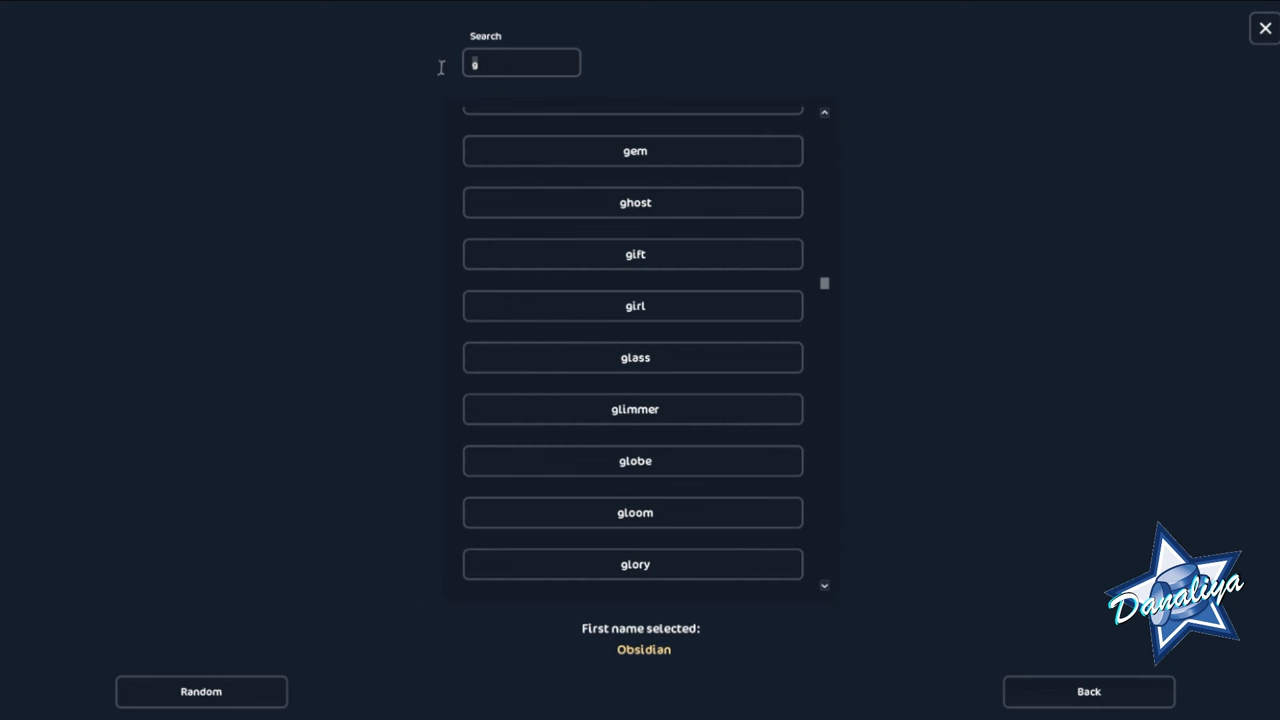 Search
g
gem
ghost
gift
girl
glass
glimmer
globe
gloom
glory
First name selected:
Obsidian
Random
Back
Danaliya